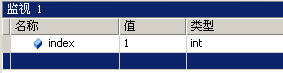 监视 1
名称 值 类型
index 1 int